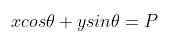 xcosθ + ysinθ = P